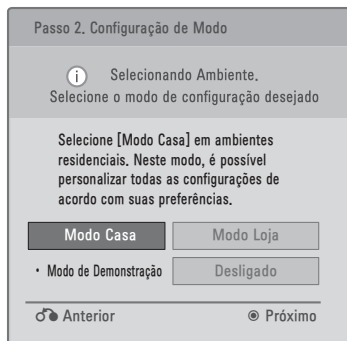 Passo 2. Configuração de Modo
i Selecionando Ambiente.
Selecione o modo de configuração desejado
Selecione [Modo Casa] em ambientes
residenciais. Neste modo, é possível
personalizar todas as configurações de
acordo com suas preferências.
Modo Casa Modo Loja
• Modo de Demonstração Desligado
Anterior Próximo